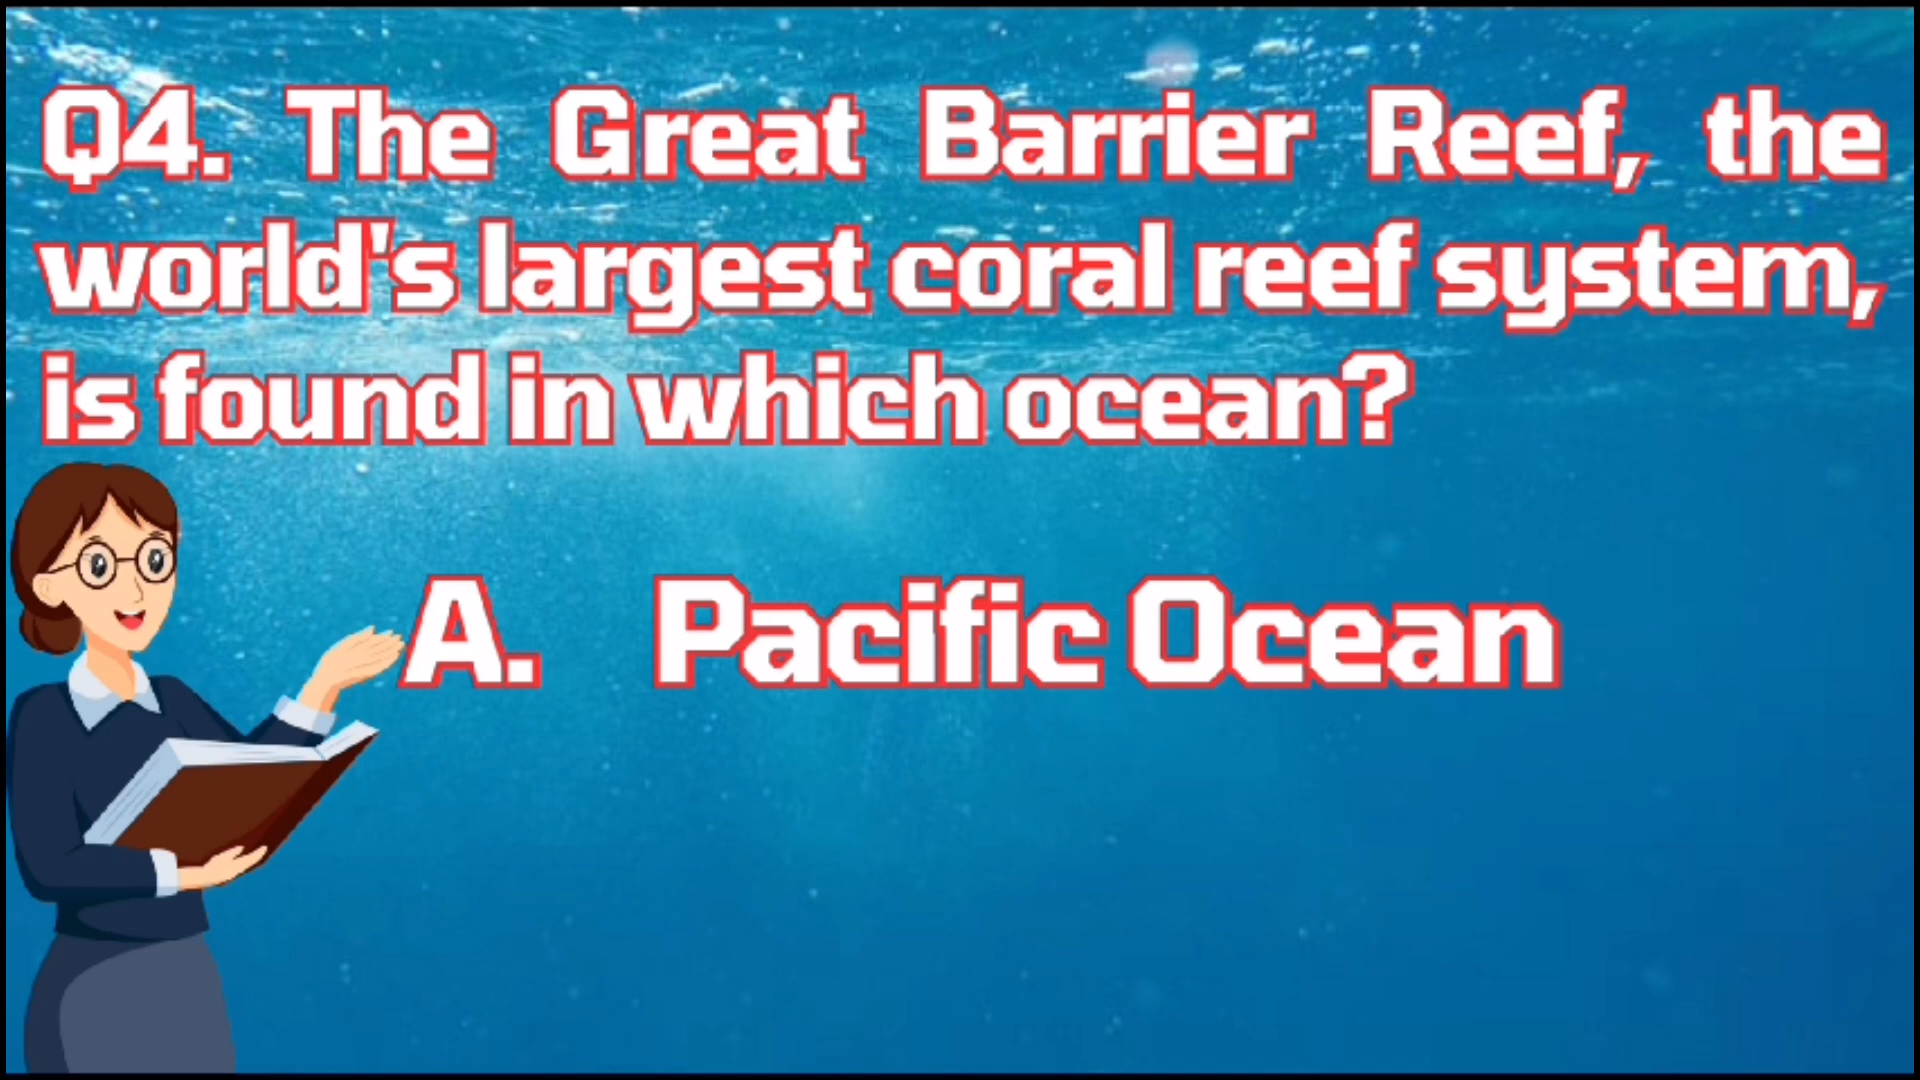 Q4. The Great Barrier Reef, the
world's largest coral reef system,
is found in which ocean?
A. Pacific Ocean